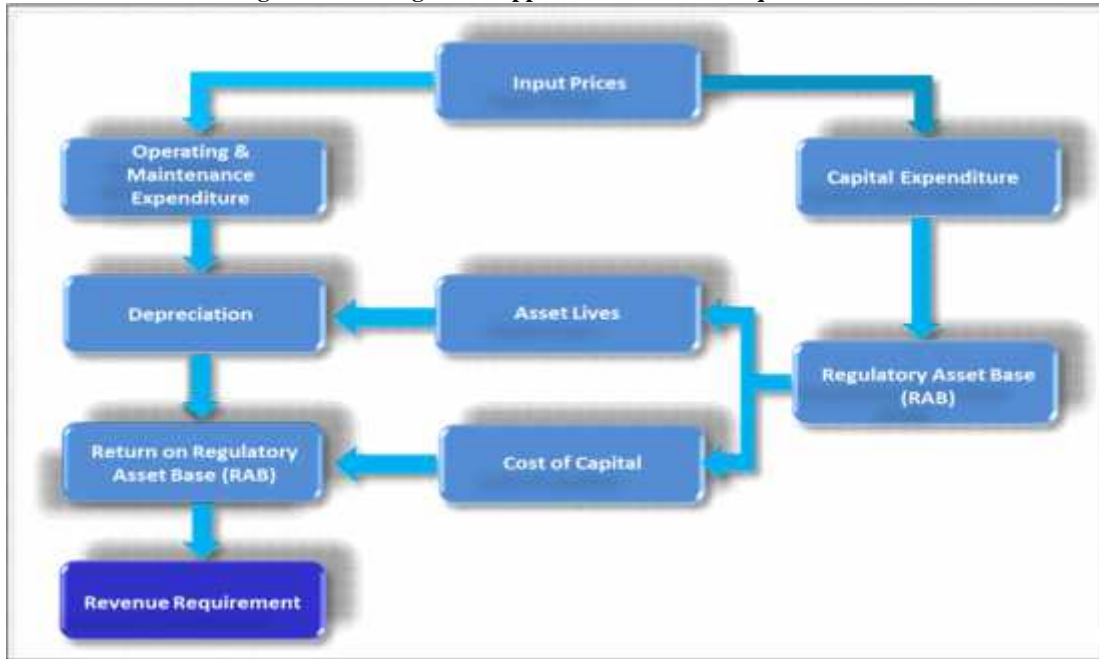 Input Prices
Operating &
Maintenance
Expenditure
Capital Expenditure
Depreciation
Asset Lives
Regulatory Asset Base
(RAB)
Return on Regulatory
Asset Base (RAB)
Cost of Capital
Revenue Requirement